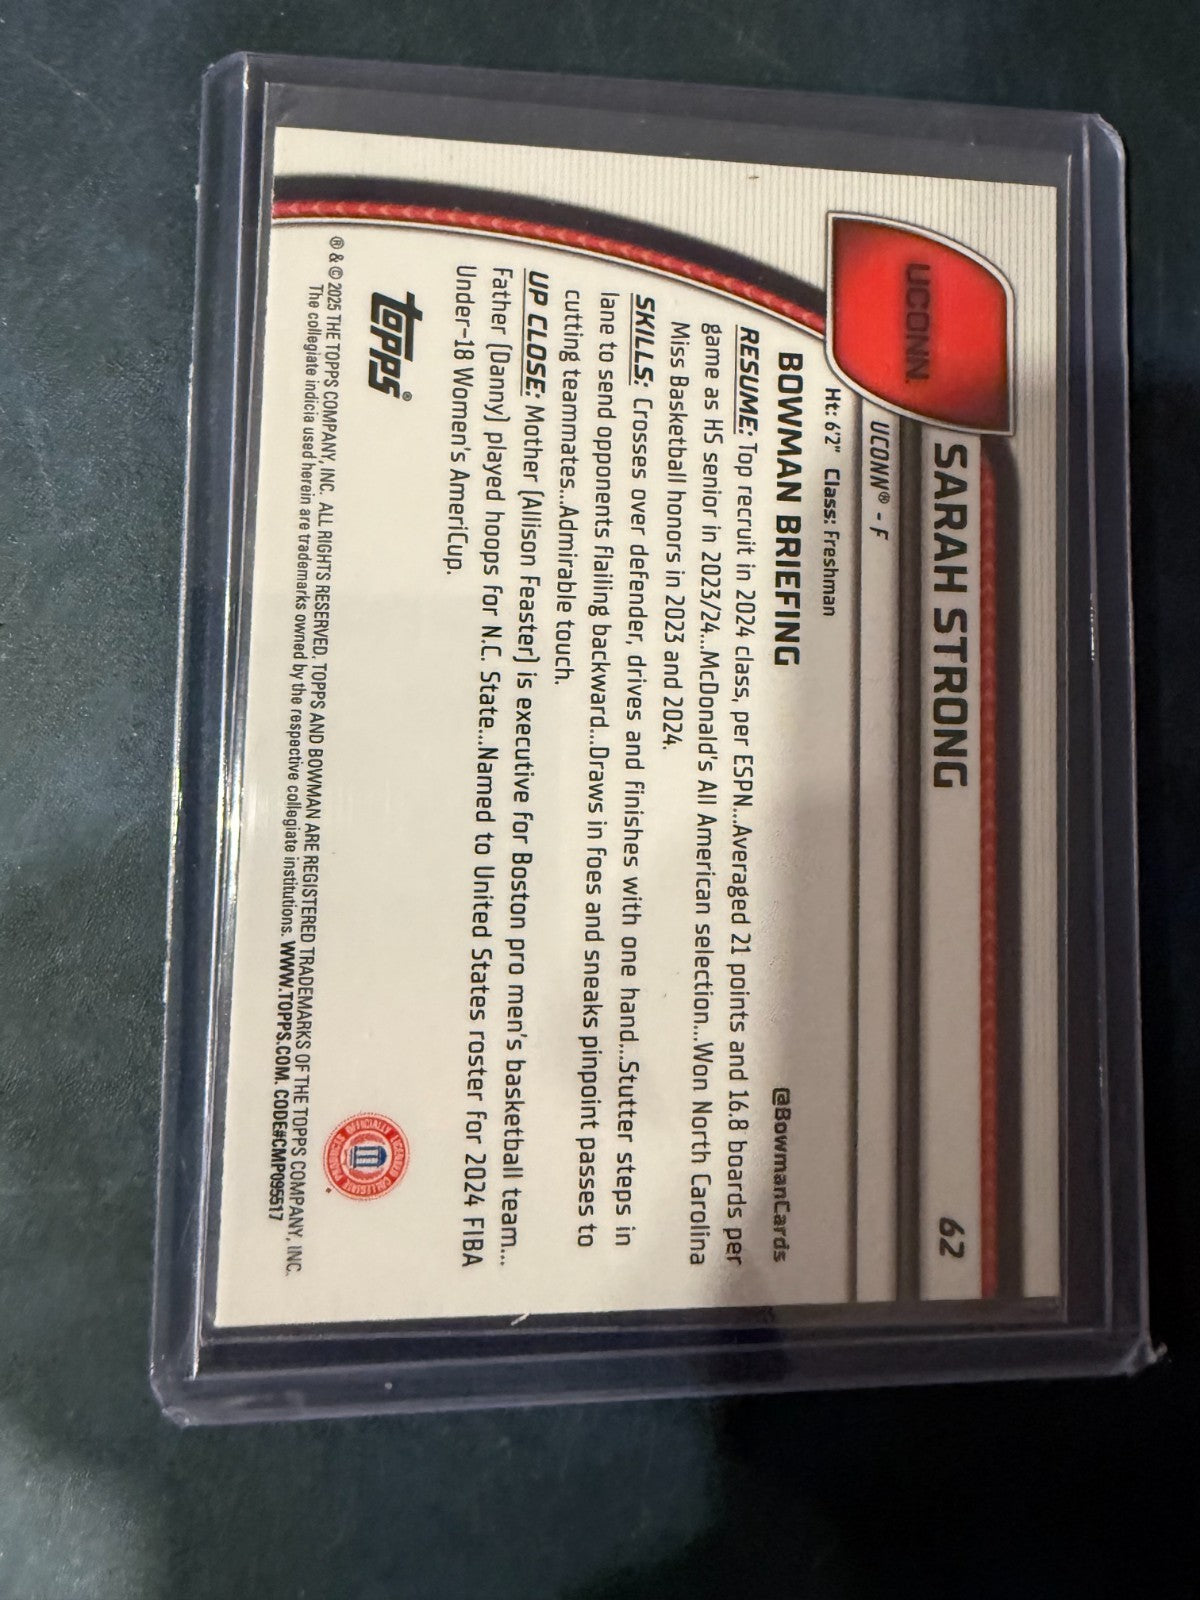 UCONN.
SARAH STRONG
62
UCONN® - F
Ht: 6'2" Class: Freshman
BOWMAN BRIEFING
@BowmanCards
RESUME: Top recruit in 2024 class, per ESPN...Averaged 21 points and 16.8 boards per
game as HS senior in 2023/24...McDonald's All American selection...Won North Carolina
Miss Basketball honors in 2023 and 2024.
SKILLS: Crosses over defender, drives and finishes with one hand...Stutter steps in
lane to send opponents flailing backward...Draws in foes and sneaks pinpoint passes to
cutting teammates...Admirable touch.
UP CLOSE: Mother (Allison Feaster) is executive for Boston pro men's basketball team...
Father (Danny) played hoops for N.C. State...Named to United States roster for 2024 FIBA
Under-18 Women's AmeriCup.
topps®
OFFICIALLY LICENSED COLLEGIATE PRODUCTS
® & © 2025 THE TOPPS COMPANY, INC. ALL RIGHTS RESERVED. TOPPS AND BOWMAN ARE REGISTERED TRADEMARKS OF THE TOPPS COMPANY, INC.
The collegiate indicia used herein are trademarks owned by the respective collegiate institutions. WWW.TOPPS.COM. CODE#CMP095517